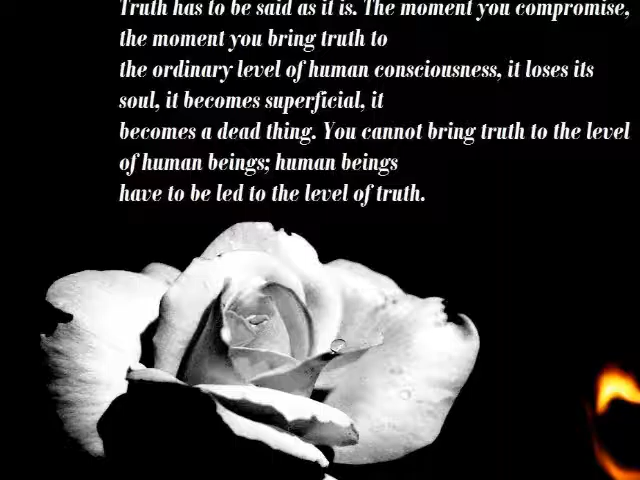 Truth has to be said as it is. The moment you compromise,
the moment you bring truth to
the ordinary level of human consciousness, it loses its
soul, it becomes superficial, it
becomes a dead thing. You cannot bring truth to the level
of human beings; human beings
have to be led to the level of truth.